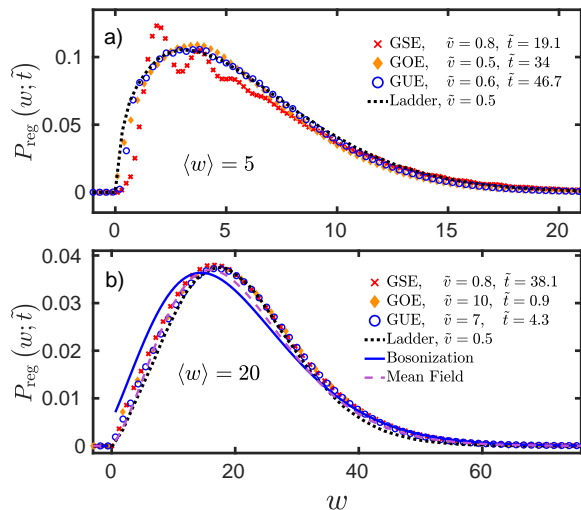 a)
GSE, ṽ = 0.8, t̃ = 19.1
GOE, ṽ = 0.5, t̃ = 34
GUE, ṽ = 0.6, t̃ = 46.7
Ladder, ṽ = 0.5
⟨w⟩ = 5
P_reg (w; t̃)
0.1
0.05
0
0 5 10 15 20
b)
GSE, ṽ = 0.8, t̃ = 38.1
GOE, ṽ = 10, t̃ = 0.9
GUE, ṽ = 7, t̃ = 4.3
Ladder, ṽ = 0.5
Bosonization
Mean Field
⟨w⟩ = 20
P_reg (w; t̃)
0.04
0.03
0.02
0.01
0
0 20 40 60
w